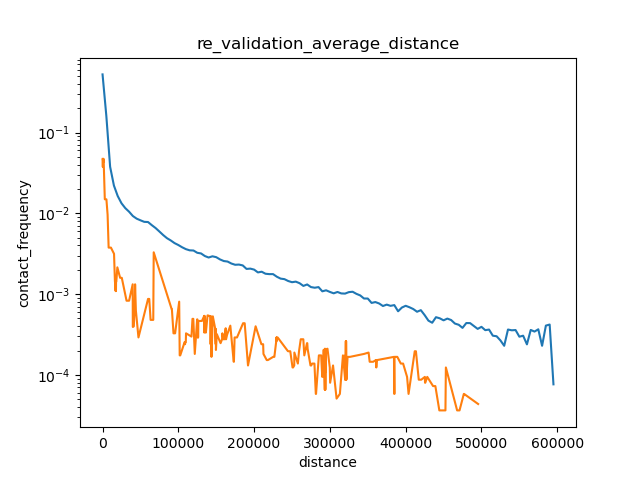 re_validation_average_distance
contact_frequency
10⁻¹
10⁻²
10⁻³
10⁻⁴
0 100000 200000 300000 400000 500000 600000
distance